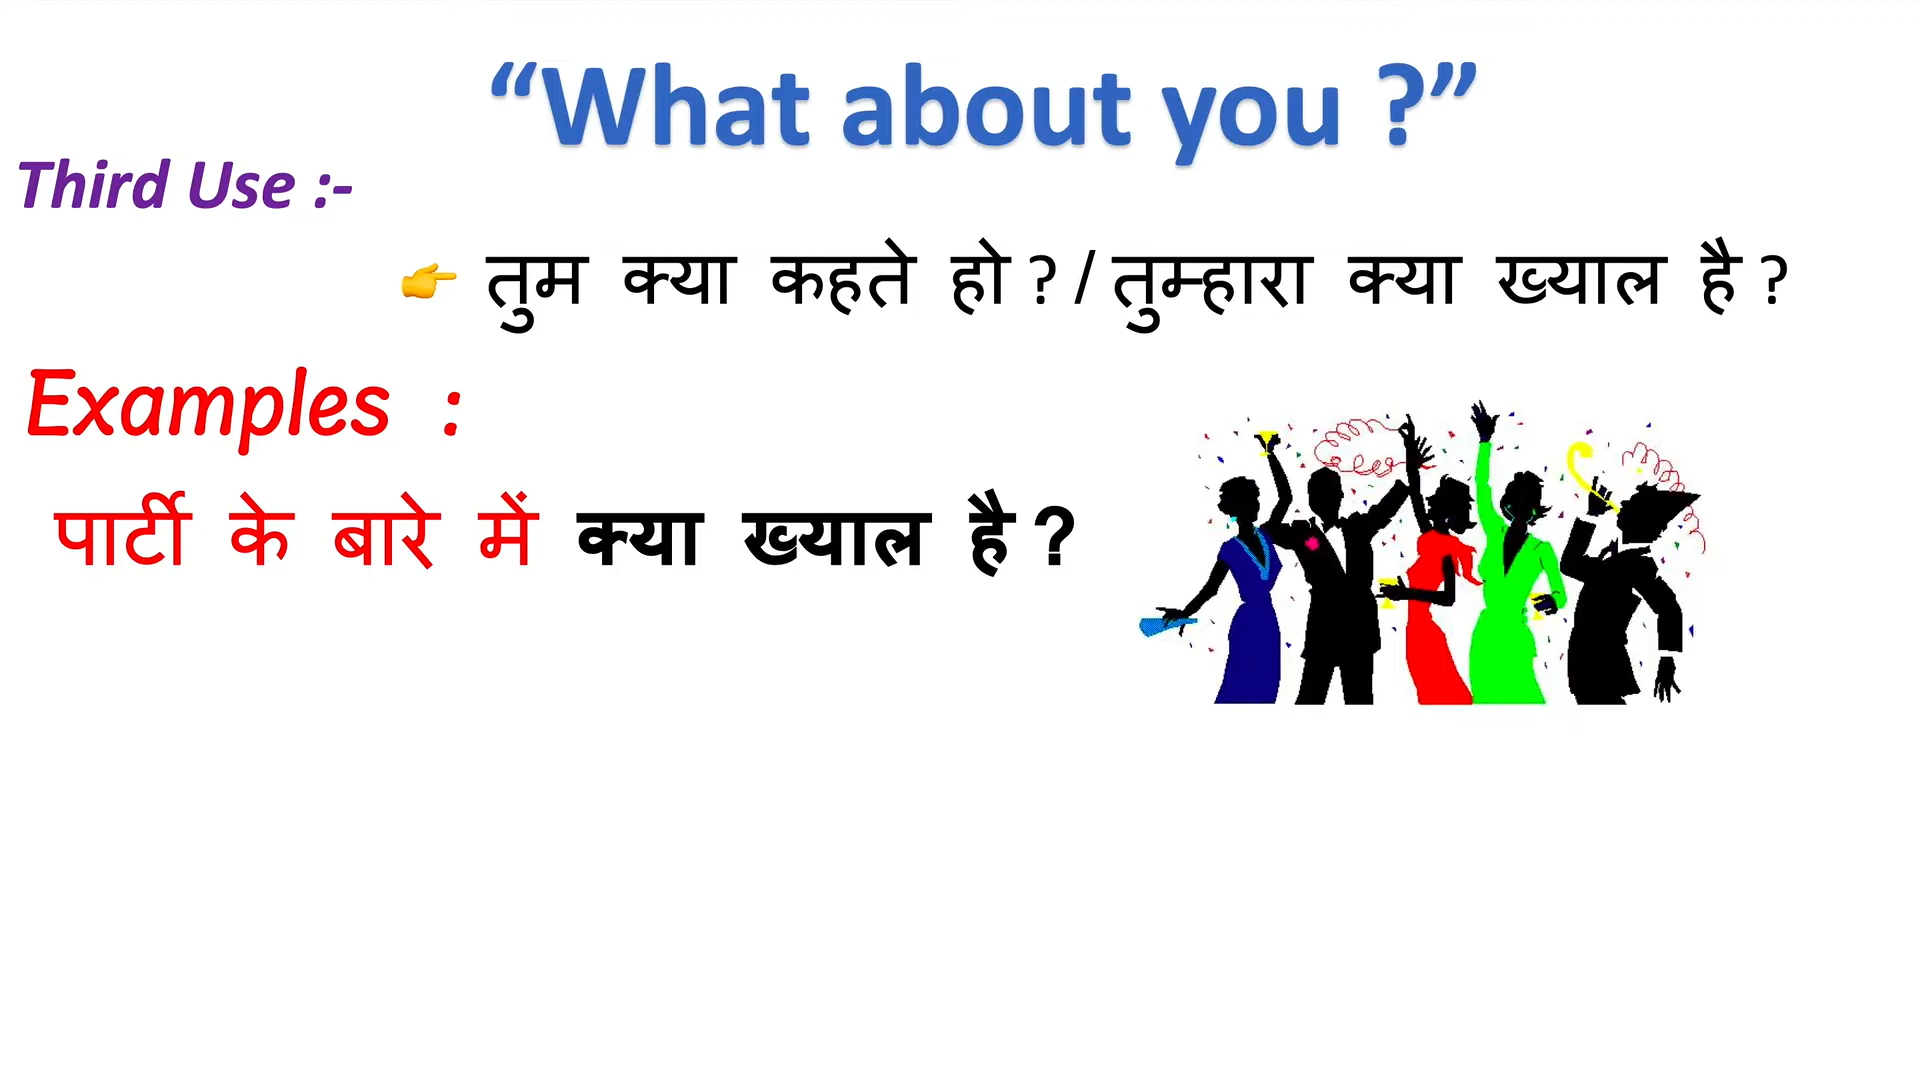 “What about you ?”
Third Use :-
👉 तुम क्या कहते हो ? / तुम्हारा क्या ख्याल है ?
Examples :
पार्टी के बारे में क्या ख्याल है ?